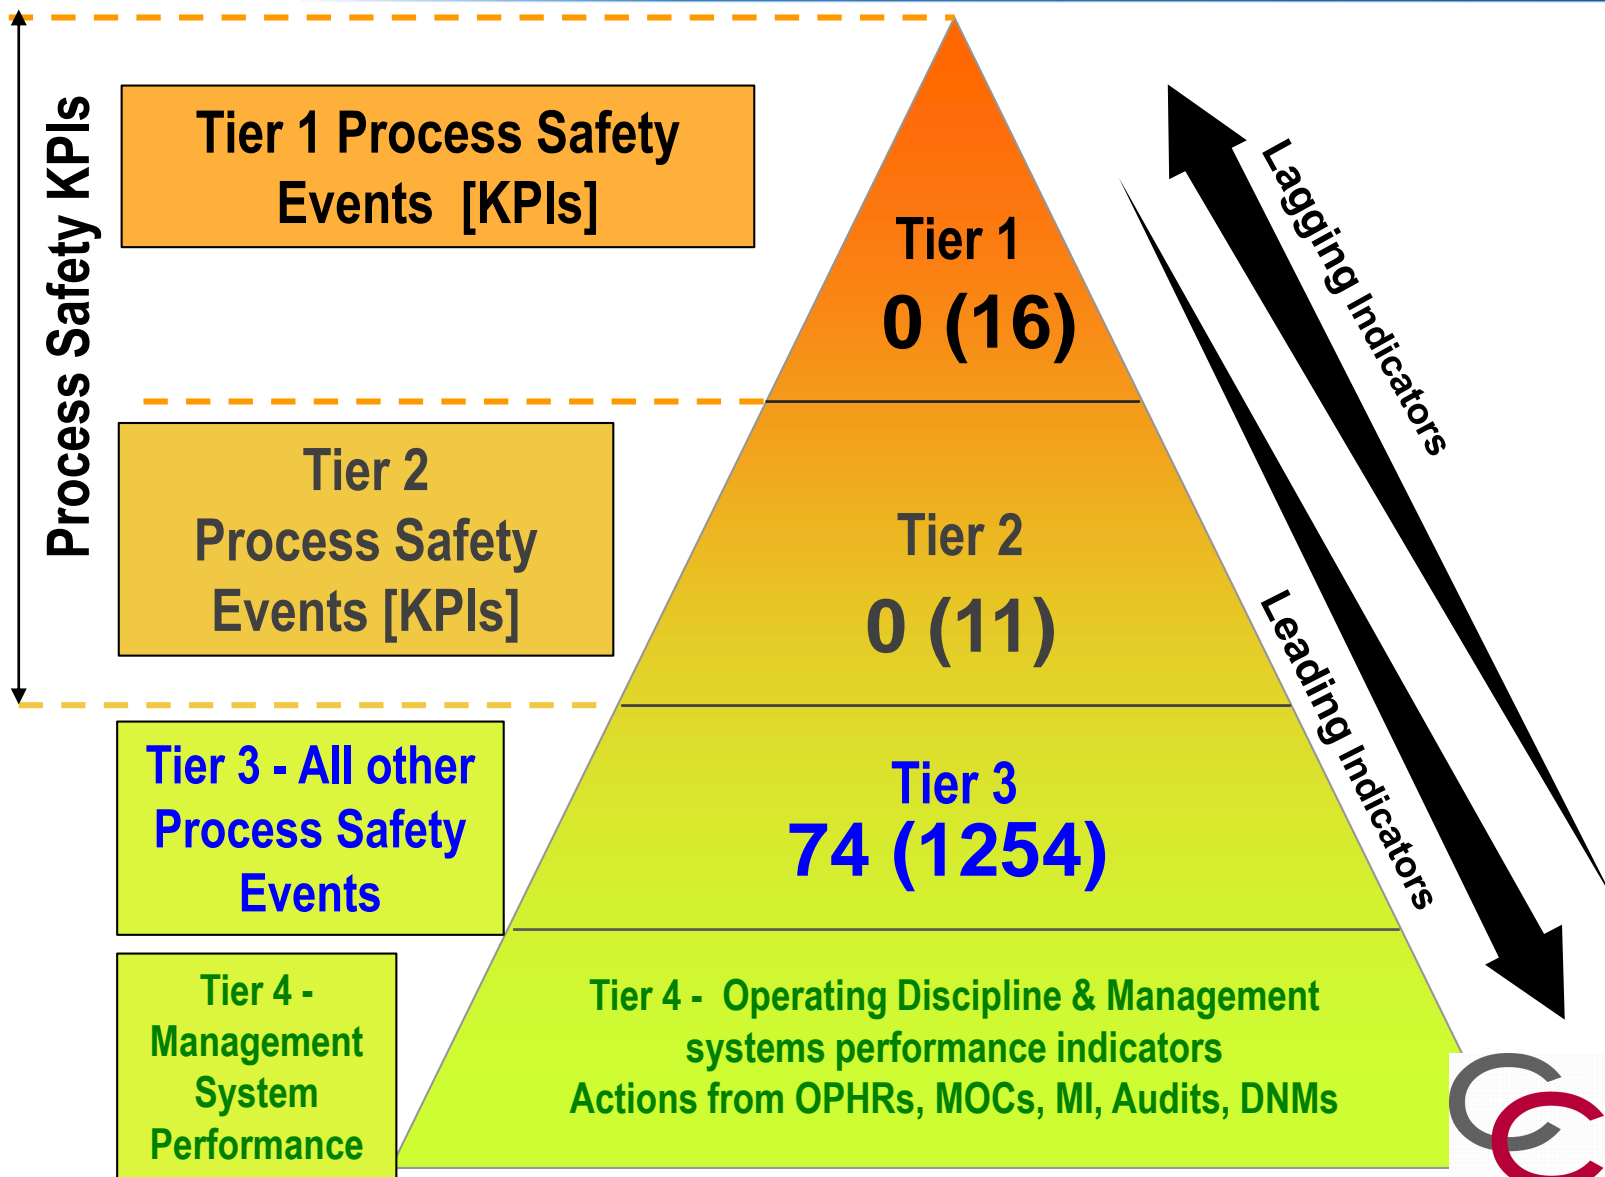 Process Safety KPIs
Tier 1 Process Safety
Events [KPIs]
Tier 2
Process Safety
Events [KPIs]
Tier 3 - All other
Process Safety
Events
Tier 4 -
Management
System
Performance
Tier 1
0 (16)
Tier 2
0 (11)
Tier 3
74 (1254)
Tier 4 - Operating Discipline & Management
systems performance indicators
Actions from OPHRs, MOCs, MI, Audits, DNMs
Lagging Indicators
Leading Indicators